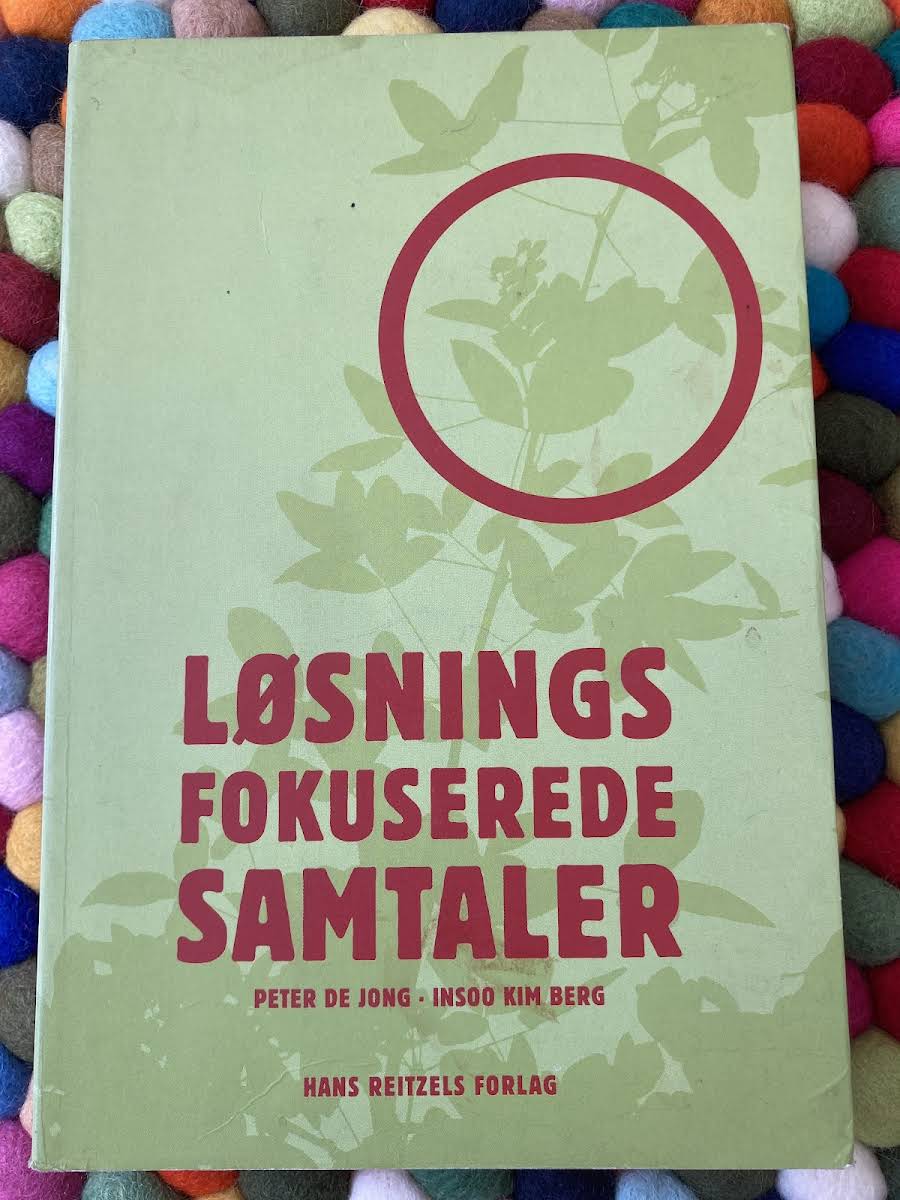 LØSNINGS
FOKUSEREDE
SAMTALER
PETER DE JONG · INSOO KIM BERG
HANS REITZELS FORLAG